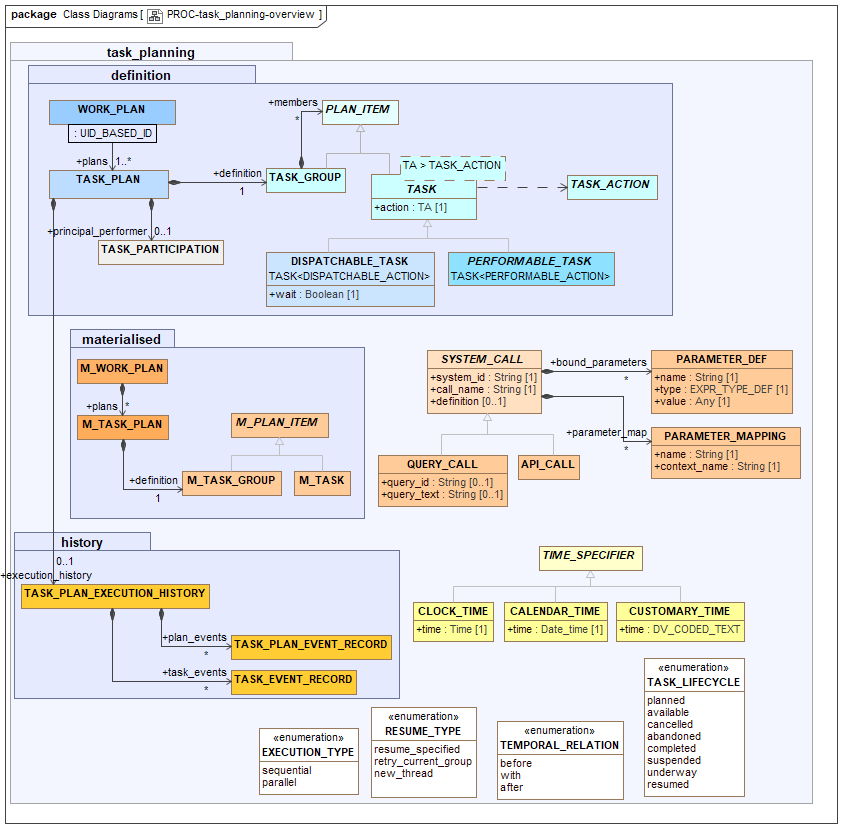 package Class Diagrams [ PROC-task_planning-overview ]
task_planning
definition
WORK_PLAN
: UID_BASED_ID
+plans 1..*
TASK_PLAN
+definition
1
+members
*
PLAN_ITEM
TASK_GROUP
TA > TASK_ACTION
TASK
+action : TA [1]
TASK_ACTION
+principal_performer 0..1
TASK_PARTICIPATION
DISPATCHABLE_TASK
TASK<DISPATCHABLE_ACTION>
+wait : Boolean [1]
PERFORMABLE_TASK
TASK<PERFORMABLE_ACTION>
materialised
M_WORK_PLAN
+plans *
M_TASK_PLAN
+definition
1
M_PLAN_ITEM
M_TASK_GROUP
M_TASK
SYSTEM_CALL
+system_id : String [1]
+call_name : String [1]
+definition [0..1]
+bound_parameters
*
PARAMETER_DEF
+name : String [1]
+type : EXPR_TYPE_DEF [1]
+value : Any [1]
+parameter_map
*
PARAMETER_MAPPING
+name : String [1]
+context_name : String [1]
QUERY_CALL
+query_id : String [0..1]
+query_text : String [0..1]
API_CALL
history
0..1
+execution_history
TASK_PLAN_EXECUTION_HISTORY
+plan_events
*
TASK_PLAN_EVENT_RECORD
+task_events
*
TASK_EVENT_RECORD
TIME_SPECIFIER
CLOCK_TIME
+time : Time [1]
CALENDAR_TIME
+time : Date_time [1]
CUSTOMARY_TIME
+time : DV_CODED_TEXT
«enumeration»
EXECUTION_TYPE
sequential
parallel
«enumeration»
RESUME_TYPE
resume_specified
retry_current_group
new_thread
«enumeration»
TEMPORAL_RELATION
before
with
after
«enumeration»
TASK_LIFECYCLE
planned
available
cancelled
abandoned
completed
suspended
underway
resumed